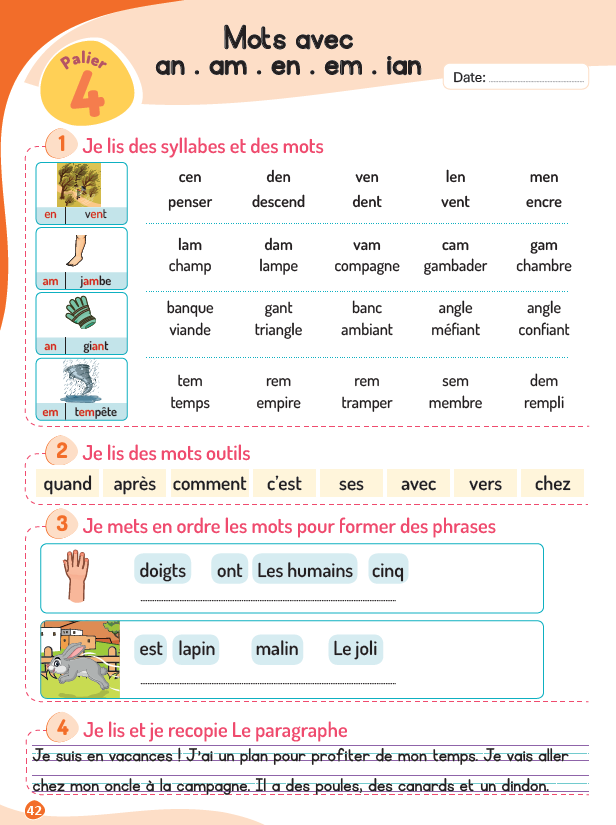 Mots avec
an . am . en . em . ian
Palier
4
Date:
1 Je lis des syllabes et des mots
en vent
cen den ven len men
penser descend dent vent encre
am jambe
lam dam vam cam gam
champ lampe compagne gambader chambre
an giant
banque gant banc angle angle
viande triangle ambiant méfiant confiant
em tempête
tem rem rem sem dem
temps empire tramper membre rempli
2 Je lis des mots outils
quand après comment c'est ses avec vers chez
3 Je mets en ordre les mots pour former des phrases
doigts ont Les humains cinq
est lapin malin Le joli
4 Je lis et je recopie Le paragraphe
Je suis en vacances ! J'ai un plan pour profiter de mon temps. Je vais aller
chez mon oncle à la campagne. Il a des poules, des canards et un dindon.
42